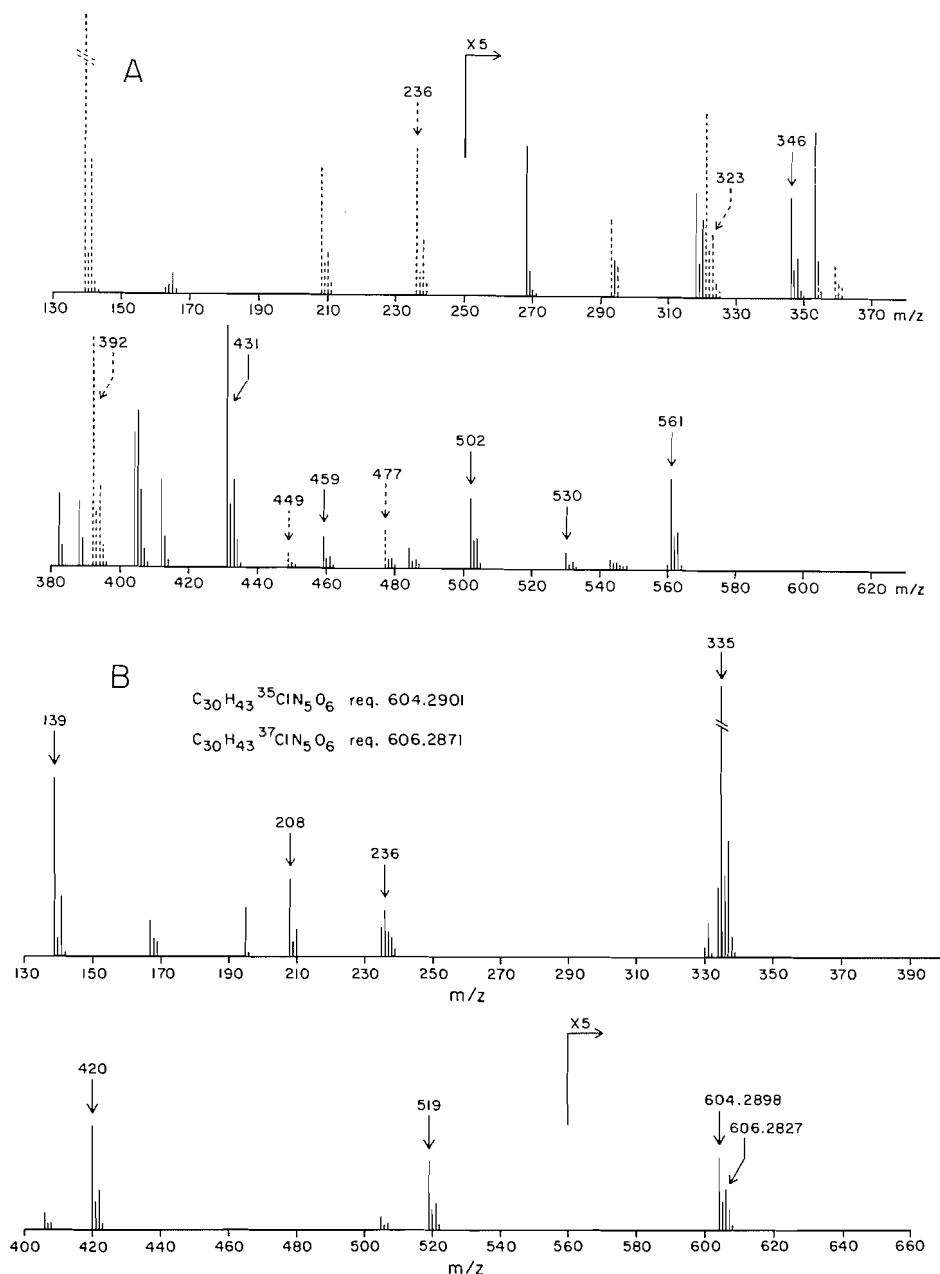 A
X5
236
346
323
130 150 170 190 210 230 250 270 290 310 330 350 370 m/z
392
431
502
561
449
459
477
530
380 400 420 440 460 480 500 520 540 560 580 600 620 m/z
B
335
139
C30H43 35ClN5O6 req. 604.2901
C30H43 37ClN5O6 req. 606.2871
208
236
130 150 170 190 210 230 250 270 290 310 330 350 370 390
m/z
X5
420
519
604.2898
606.2827
400 420 440 460 480 500 520 540 560 580 600 620 640 660
m/z